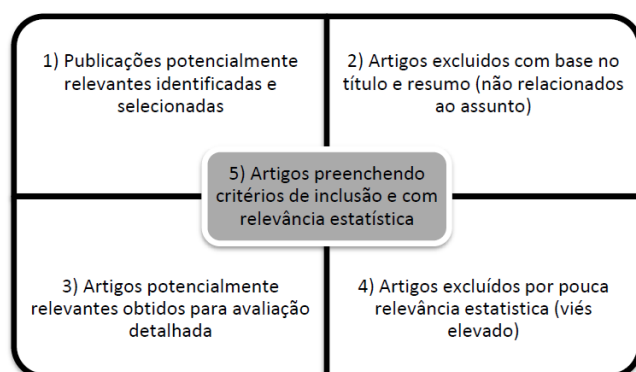 1) Publicações potencialmente
relevantes identificadas e
selecionadas
2) Artigos excluidos com base no
título e resumo (não relacionados
ao assunto)
5) Artigos preenchendo
critérios de inclusão e com
relevância estatística
3) Artigos potencialmente
relevantes obtidos para avaliação
detalhada
4) Artigos excluídos por pouca
relevância estatistica (viés
elevado)